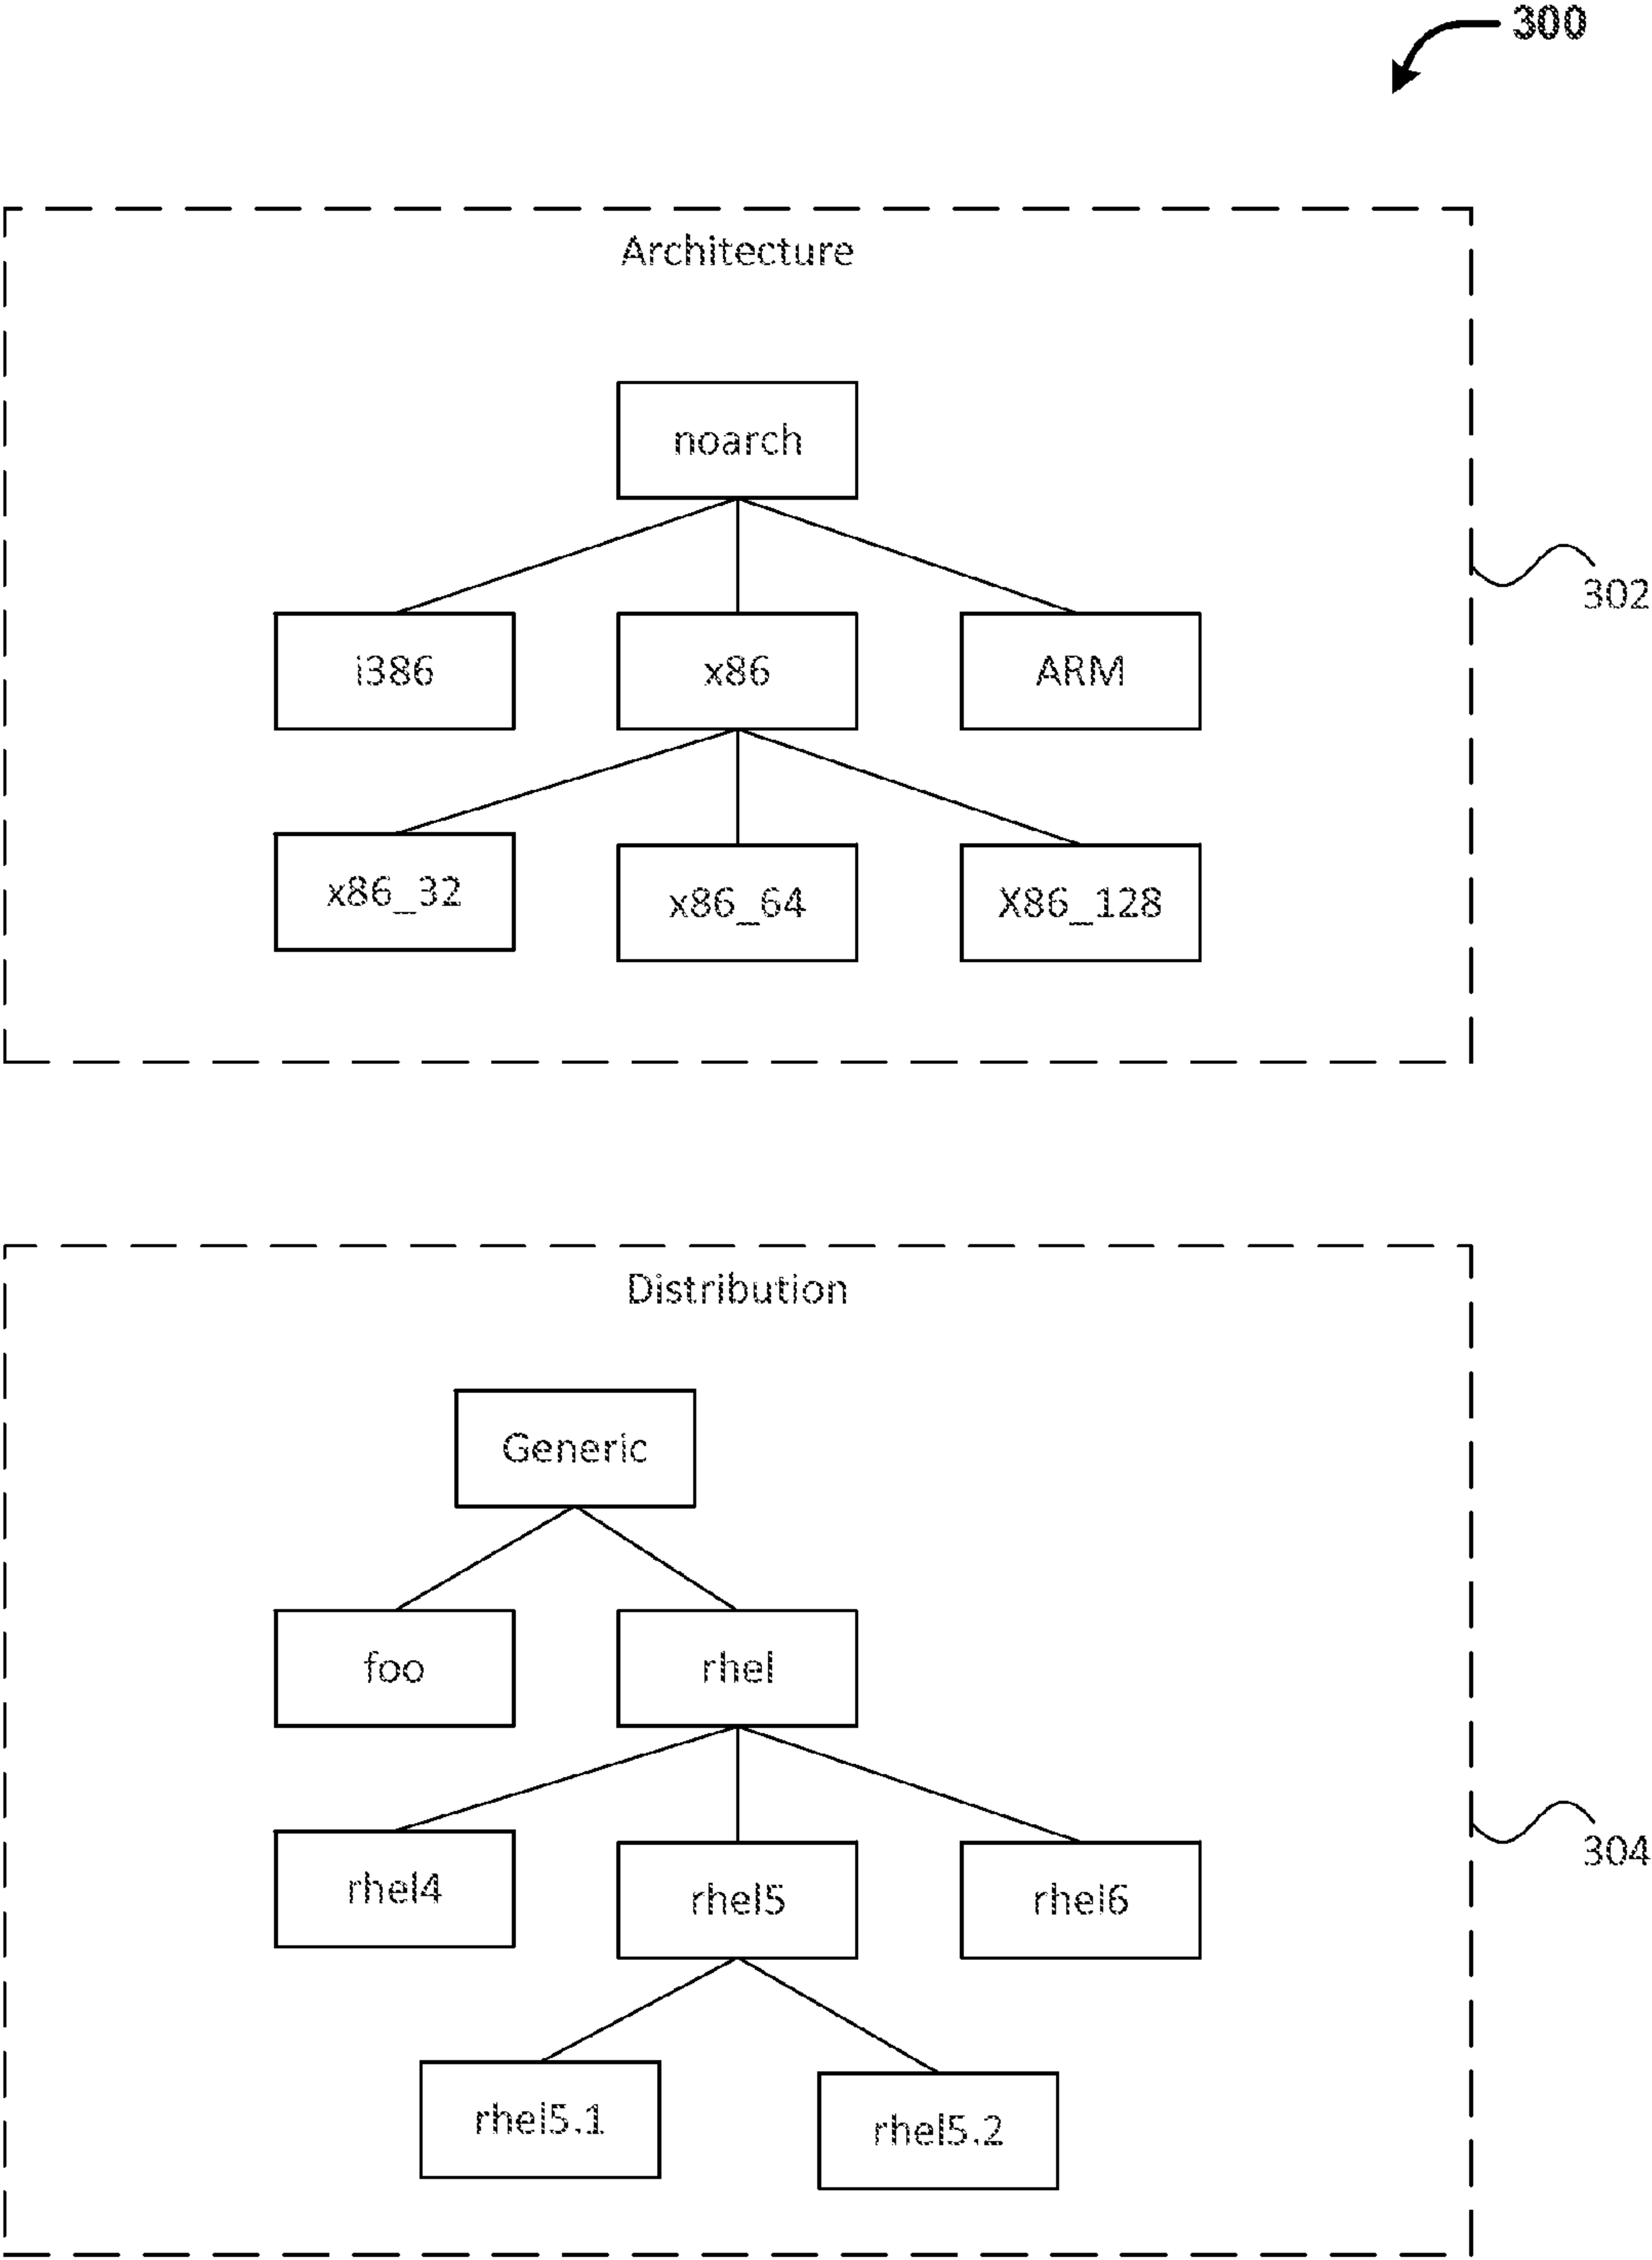 300
Architecture
noarch
302
i386 x86 ARM
x86_32 x86_64 X86_128
Distribution
Generic
foo rhel
304
rhel4 rhel5 rhel6
rhel5.1 rhel5.2